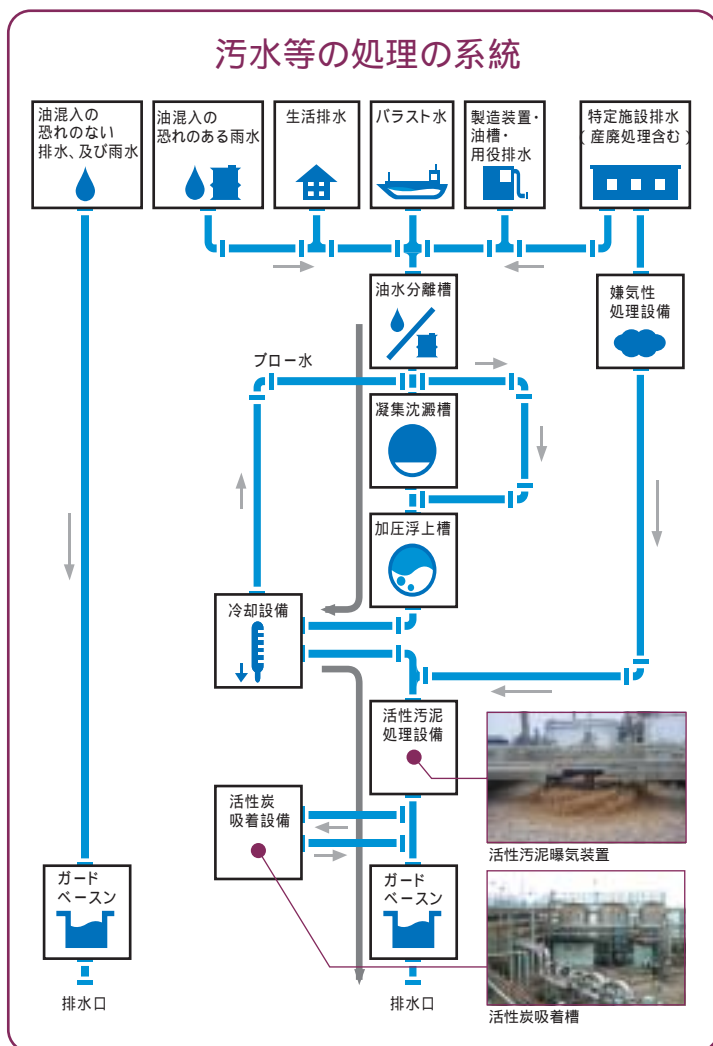 汚水等の処理の系統
油混入の
恐れのない
排水、及び雨水
油混入の
恐れのある雨水
生活排水
バラスト水
製造装置・
油槽・
用役排水
特定施設排水
(産廃処理含む)
油水分離槽
嫌気性
処理設備
ブロー水
凝集沈澱槽
加圧浮上槽
冷却設備
活性汚泥
処理設備
活性炭
吸着設備
活性汚泥曝気装置
ガード
ベースン
ガード
ベースン
排水口
排水口
活性炭吸着槽